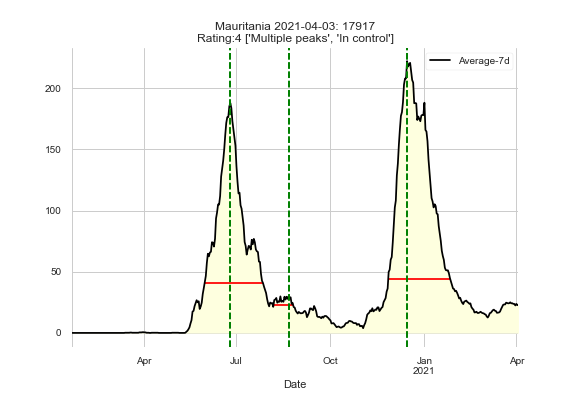 Mauritania 2021-04-03: 17917
Rating:4 ['Multiple peaks', 'In control']
Average-7d
200
150
100
50
0
Apr
Jul
Oct
Jan
2021
Apr
Date